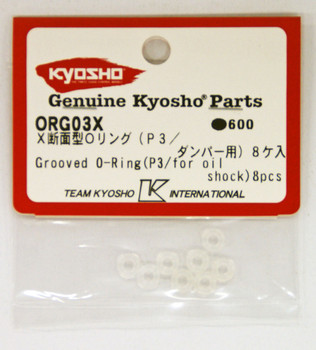 KYOSHO
Genuine Kyosho® Parts
ORG03X ●600
X断面型Oリング(P3/
ダンパー用)8ケ入
Grooved O-Ring(P3/for oil
shock)8pcs
TEAM KYOSHO K INTERNATIONAL